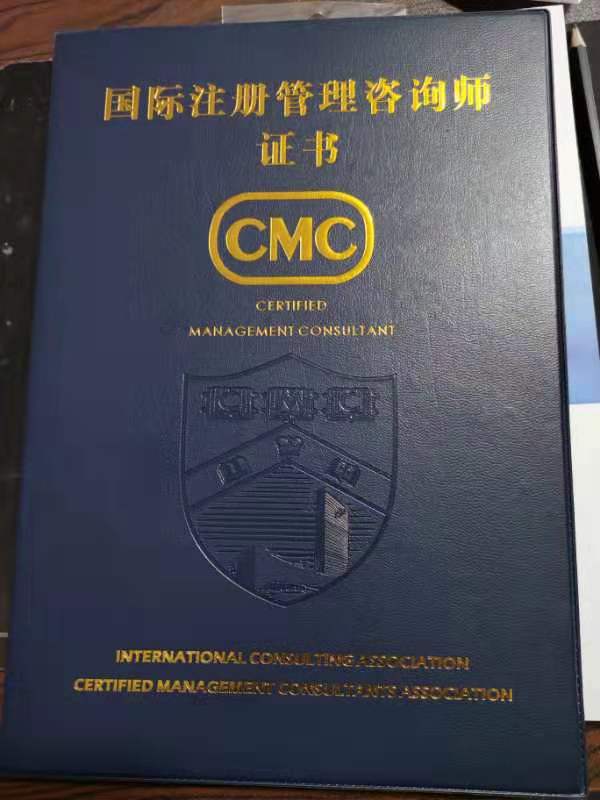 国际注册管理咨询师
证书
CMC
CERTIFIED
MANAGEMENT CONSULTANT
CMC
INTERNATIONAL CONSULTING ASSOCIATION
CERTIFIED MANAGEMENT CONSULTANTS ASSOCIATION